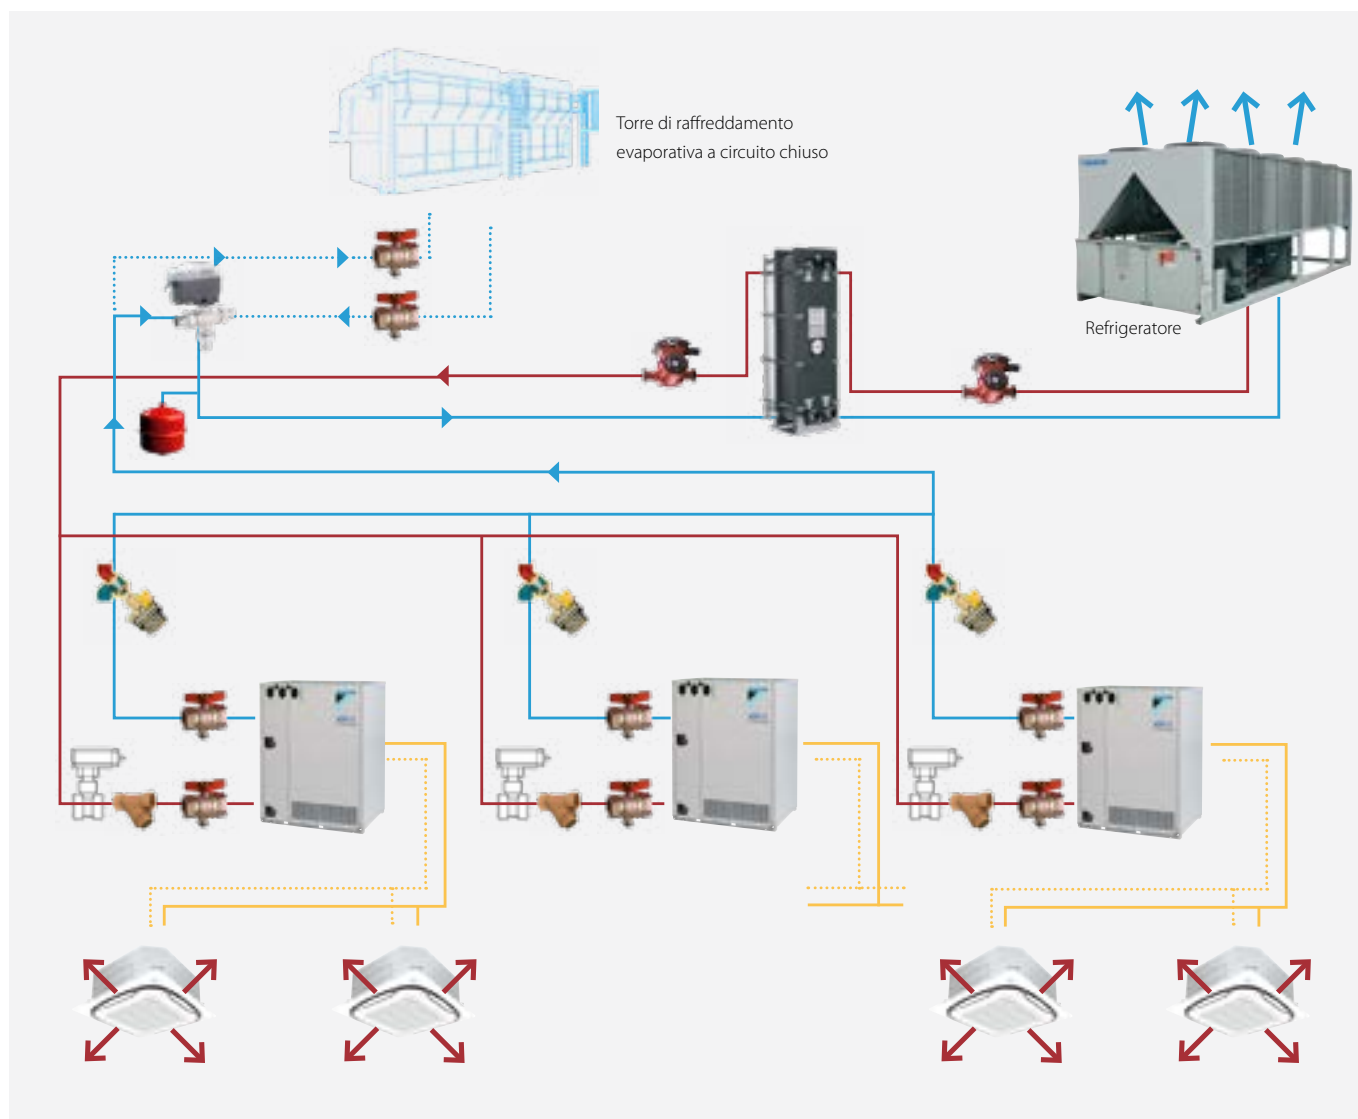 Torre di raffreddamento
evaporativa a circuito chiuso
Refrigeratore